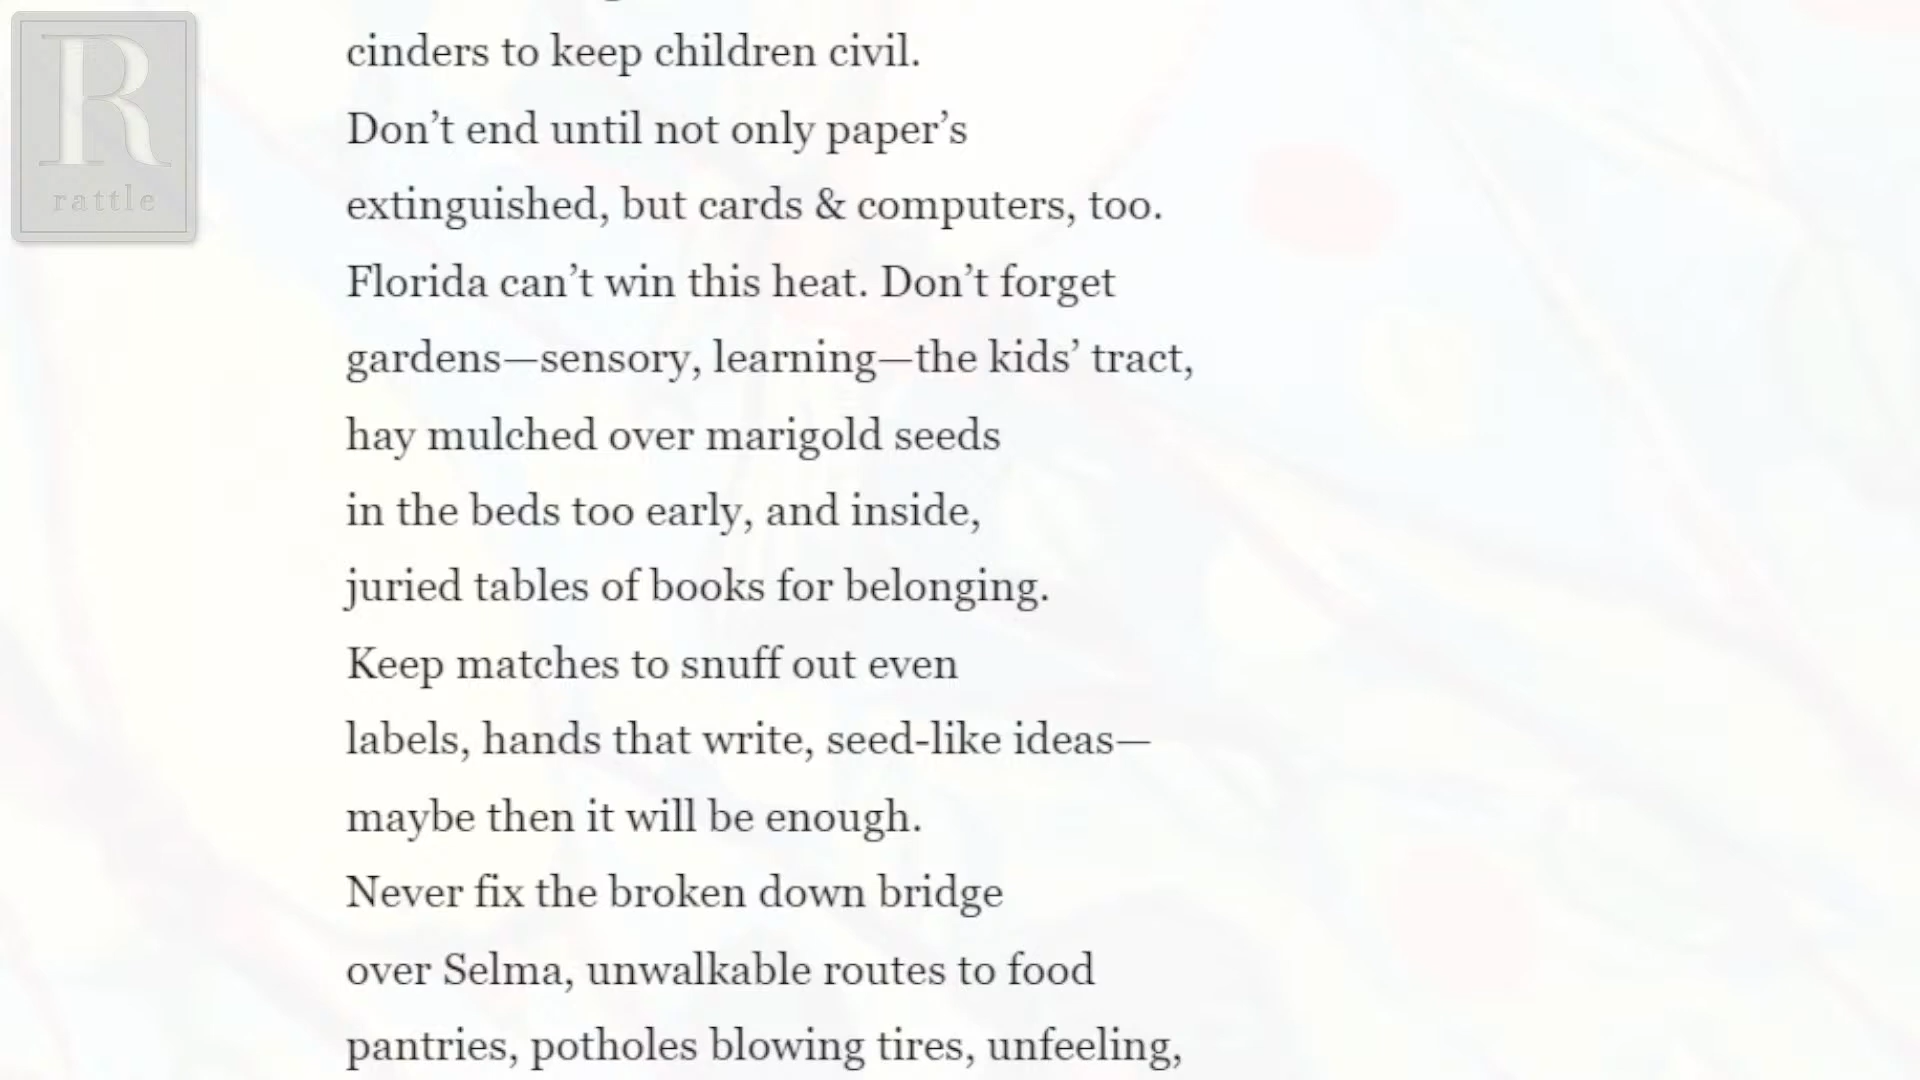 R
rattle
cinders to keep children civil.
Don’t end until not only paper’s
extinguished, but cards & computers, too.
Florida can’t win this heat. Don’t forget
gardens—sensory, learning—the kids’ tract,
hay mulched over marigold seeds
in the beds too early, and inside,
juried tables of books for belonging.
Keep matches to snuff out even
labels, hands that write, seed-like ideas—
maybe then it will be enough.
Never fix the broken down bridge
over Selma, unwalkable routes to food
pantries, potholes blowing tires, unfeeling,